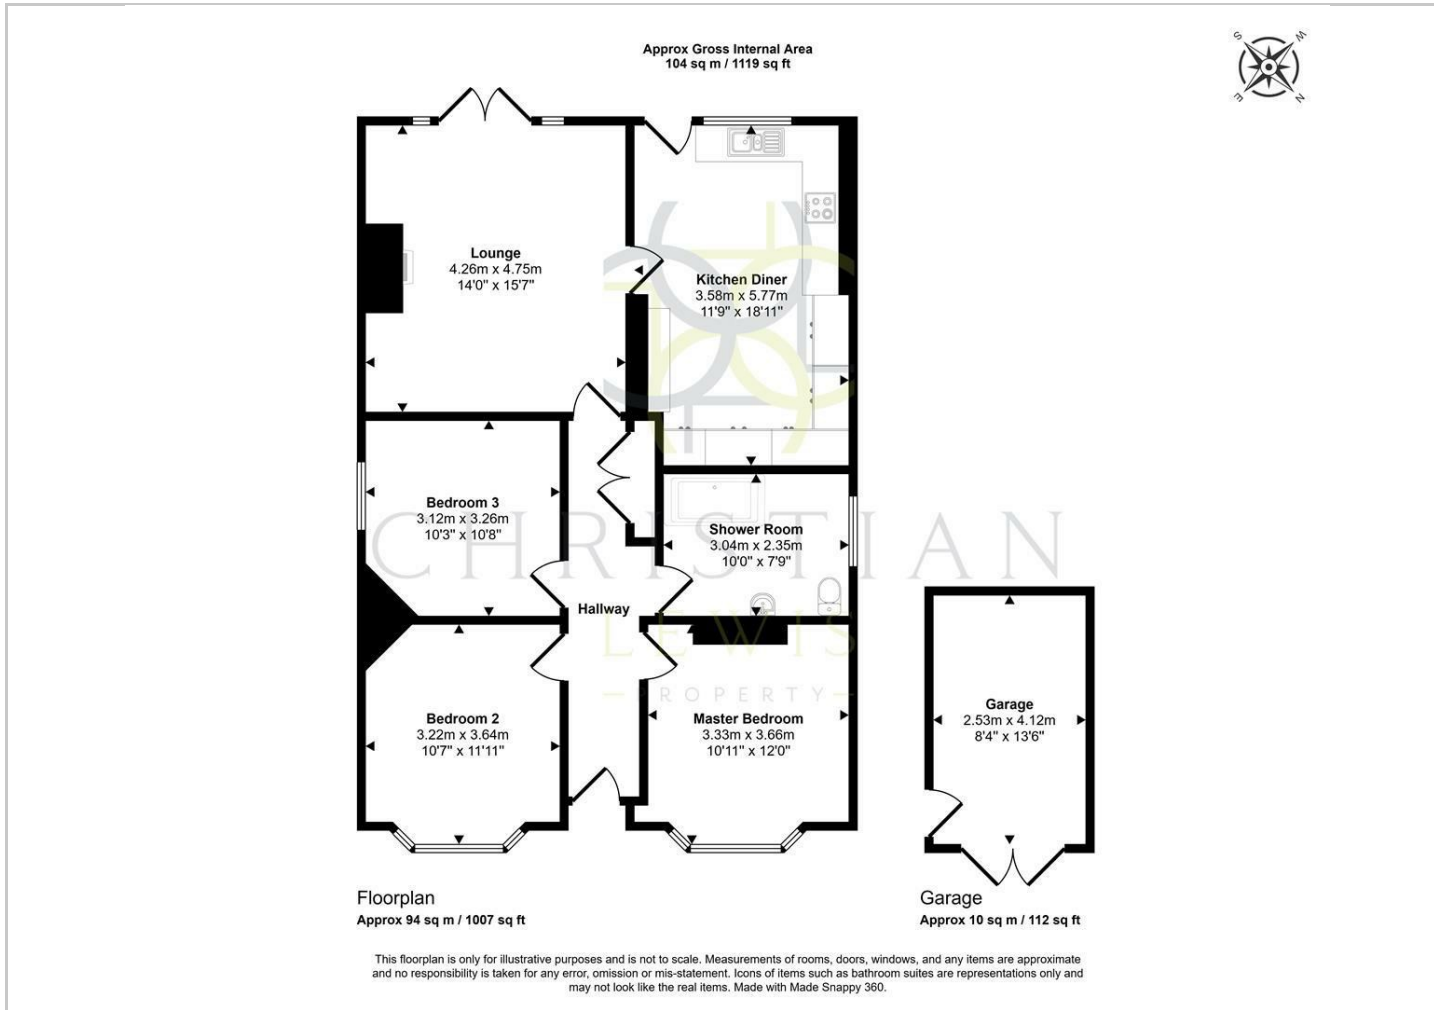 Approx Gross Internal Area
104 sq m / 1119 sq ft
S
W
E
N
Lounge
4.26m x 4.75m
14'0" x 15'7"
Kitchen Diner
3.58m x 5.77m
11'9" x 18'11"
Bedroom 3
3.12m x 3.26m
10'3" x 10'8"
Shower Room
3.04m x 2.35m
10'0" x 7'9"
CHRISTIAN
LEWIS
PROPERTY
Hallway
Bedroom 2
3.22m x 3.64m
10'7" x 11'11"
Master Bedroom
3.33m x 3.66m
10'11" x 12'0"
Garage
2.53m x 4.12m
8'4" x 13'6"
Floorplan
Approx 94 sq m / 1007 sq ft
Garage
Approx 10 sq m / 112 sq ft
This floorplan is only for illustrative purposes and is not to scale. Measurements of rooms, doors, windows, and any items are approximate
and no responsibility is taken for any error, omission or mis-statement. Icons of items such as bathroom suites are representations only and
may not look like the real items. Made with Made Snappy 360.